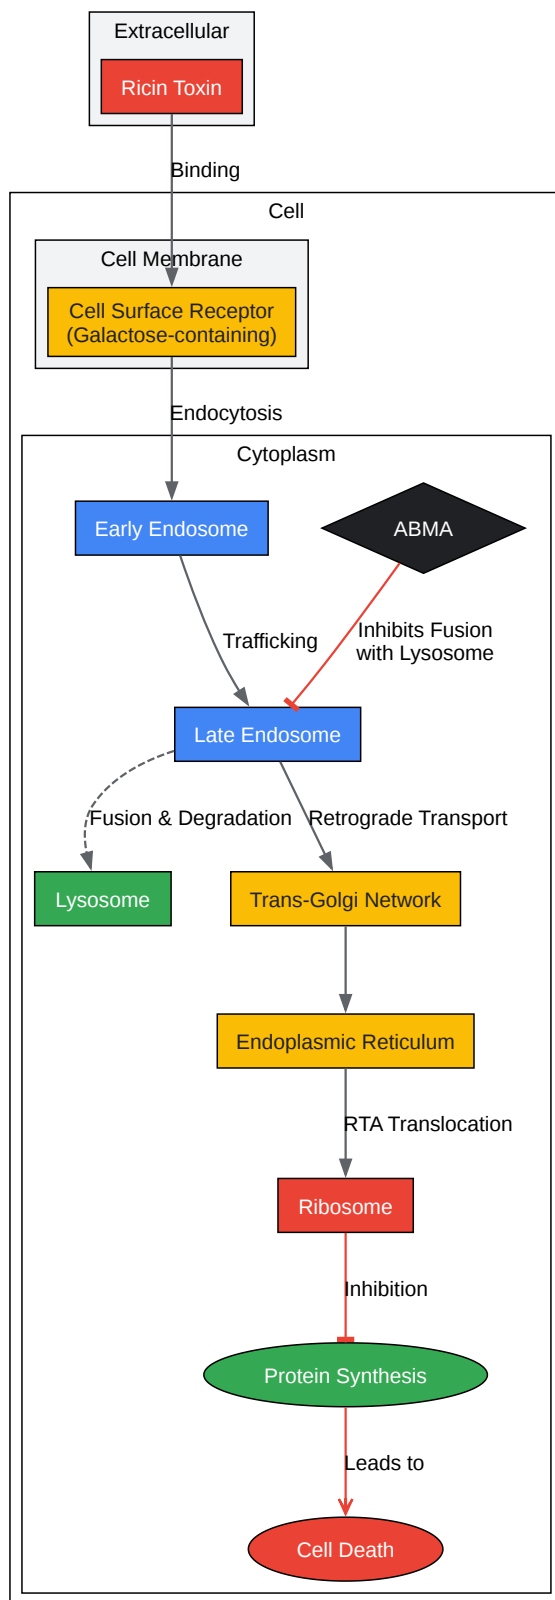 Extracellular
Ricin Toxin
Binding
Cell
Cell Membrane
Cell Surface Receptor
(Galactose-containing)
Endocytosis
Cytoplasm
Early Endosome
ABMA
Trafficking
Inhibits Fusion
with Lysosome
Late Endosome
Fusion & Degradation
Retrograde Transport
Lysosome
Trans-Golgi Network
Endoplasmic Reticulum
RTA Translocation
Ribosome
Inhibition
Protein Synthesis
Leads to
Cell Death